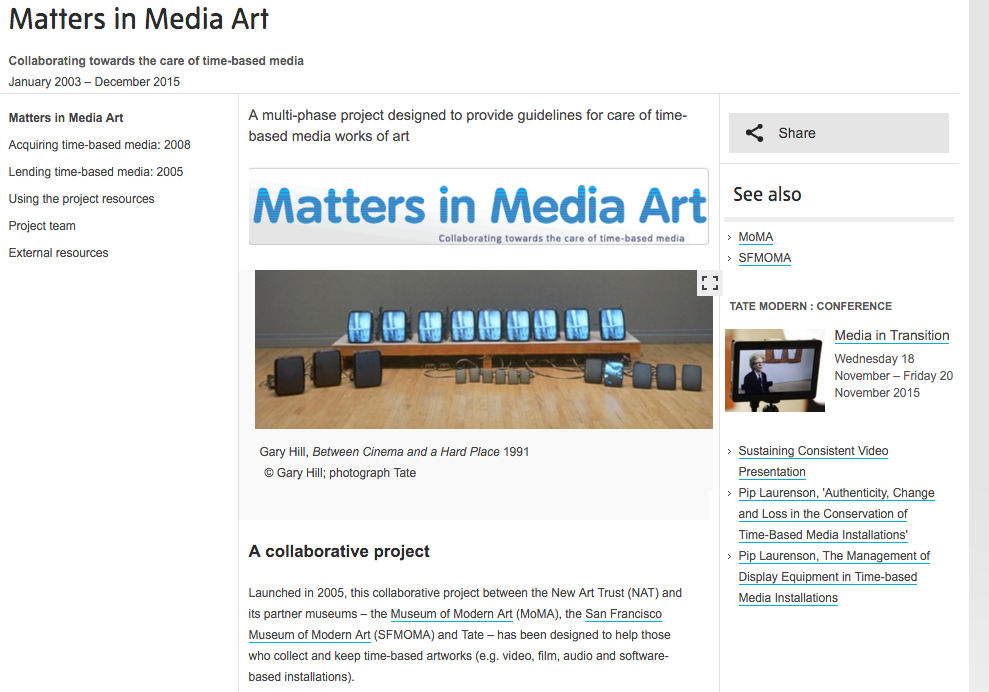 Matters in Media Art
Collaborating towards the care of time-based media
January 2003 – December 2015
Matters in Media Art
Acquiring time-based media: 2008
Lending time-based media: 2005
Using the project resources
Project team
External resources
A multi-phase project designed to provide guidelines for care of time-
based media works of art
Matters in Media Art
Collaborating towards the care of time-based media
Gary Hill, Between Cinema and a Hard Place 1991
© Gary Hill; photograph Tate
A collaborative project
Launched in 2005, this collaborative project between the New Art Trust (NAT) and
its partner museums – the Museum of Modern Art (MoMA), the San Francisco
Museum of Modern Art (SFMOMA) and Tate – has been designed to help those
who collect and keep time-based artworks (e.g. video, film, audio and software-
based installations).
Share
See also
MoMA
SFMOMA
TATE MODERN : CONFERENCE
Media in Transition
Wednesday 18
November – Friday 20
November 2015
Sustaining Consistent Video
Presentation
Pip Laurenson, 'Authenticity, Change
and Loss in the Conservation of
Time-Based Media Installations'
Pip Laurenson, The Management of
Display Equipment in Time-based
Media Installations